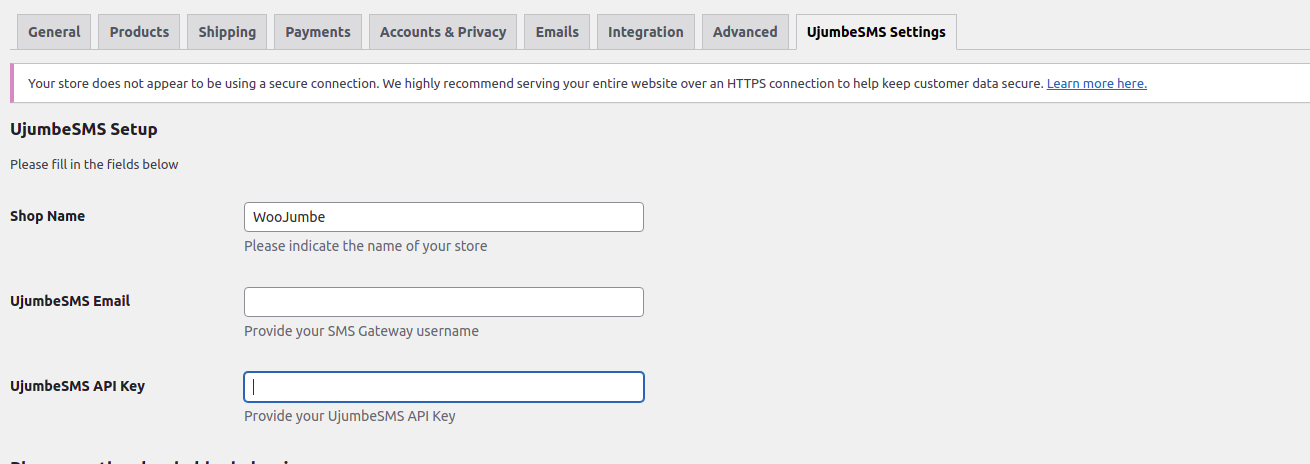 General Products Shipping Payments Accounts & Privacy Emails Integration Advanced UjumbeSMS Settings
Your store does not appear to be using a secure connection. We highly recommend serving your entire website over an HTTPS connection to help keep customer data secure. Learn more here.
UjumbeSMS Setup
Please fill in the fields below
Shop Name WooJumbe
Please indicate the name of your store
UjumbeSMS Email
Provide your SMS Gateway username
UjumbeSMS API Key
Provide your UjumbeSMS API Key